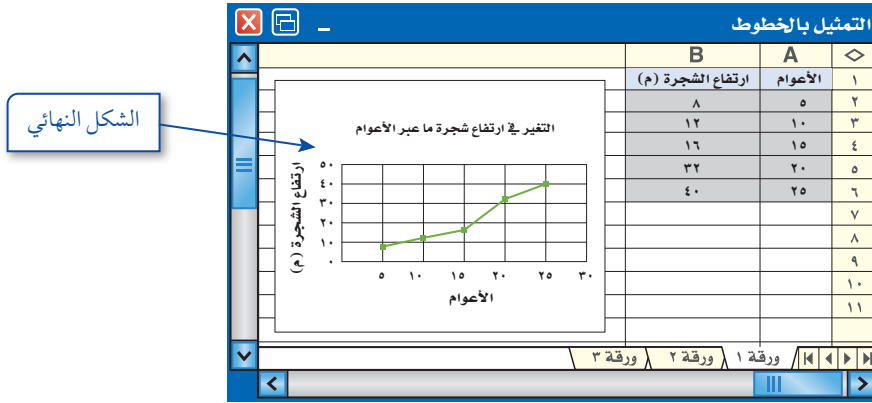 التمثيل بالخطوط
A B
١ الأعوام ارتفاع الشجرة (م)
٢ ٥ ٨
٣ ١٠ ١٢
٤ ١٥ ١٦
٥ ٢٠ ٣٢
٦ ٢٥ ٤٠
٧
٨
٩
١٠
١١
التغير في ارتفاع شجرة ما عبر الأعوام
ارتفاع الشجرة (م)
٥٠
٤٠
٣٠
٢٠
١٠
٠
٥ ١٠ ١٥ ٢٠ ٢٥ ٣٠
الأعوام
الشكل النهائي
ورقة ١ ورقة ٢ ورقة ٣